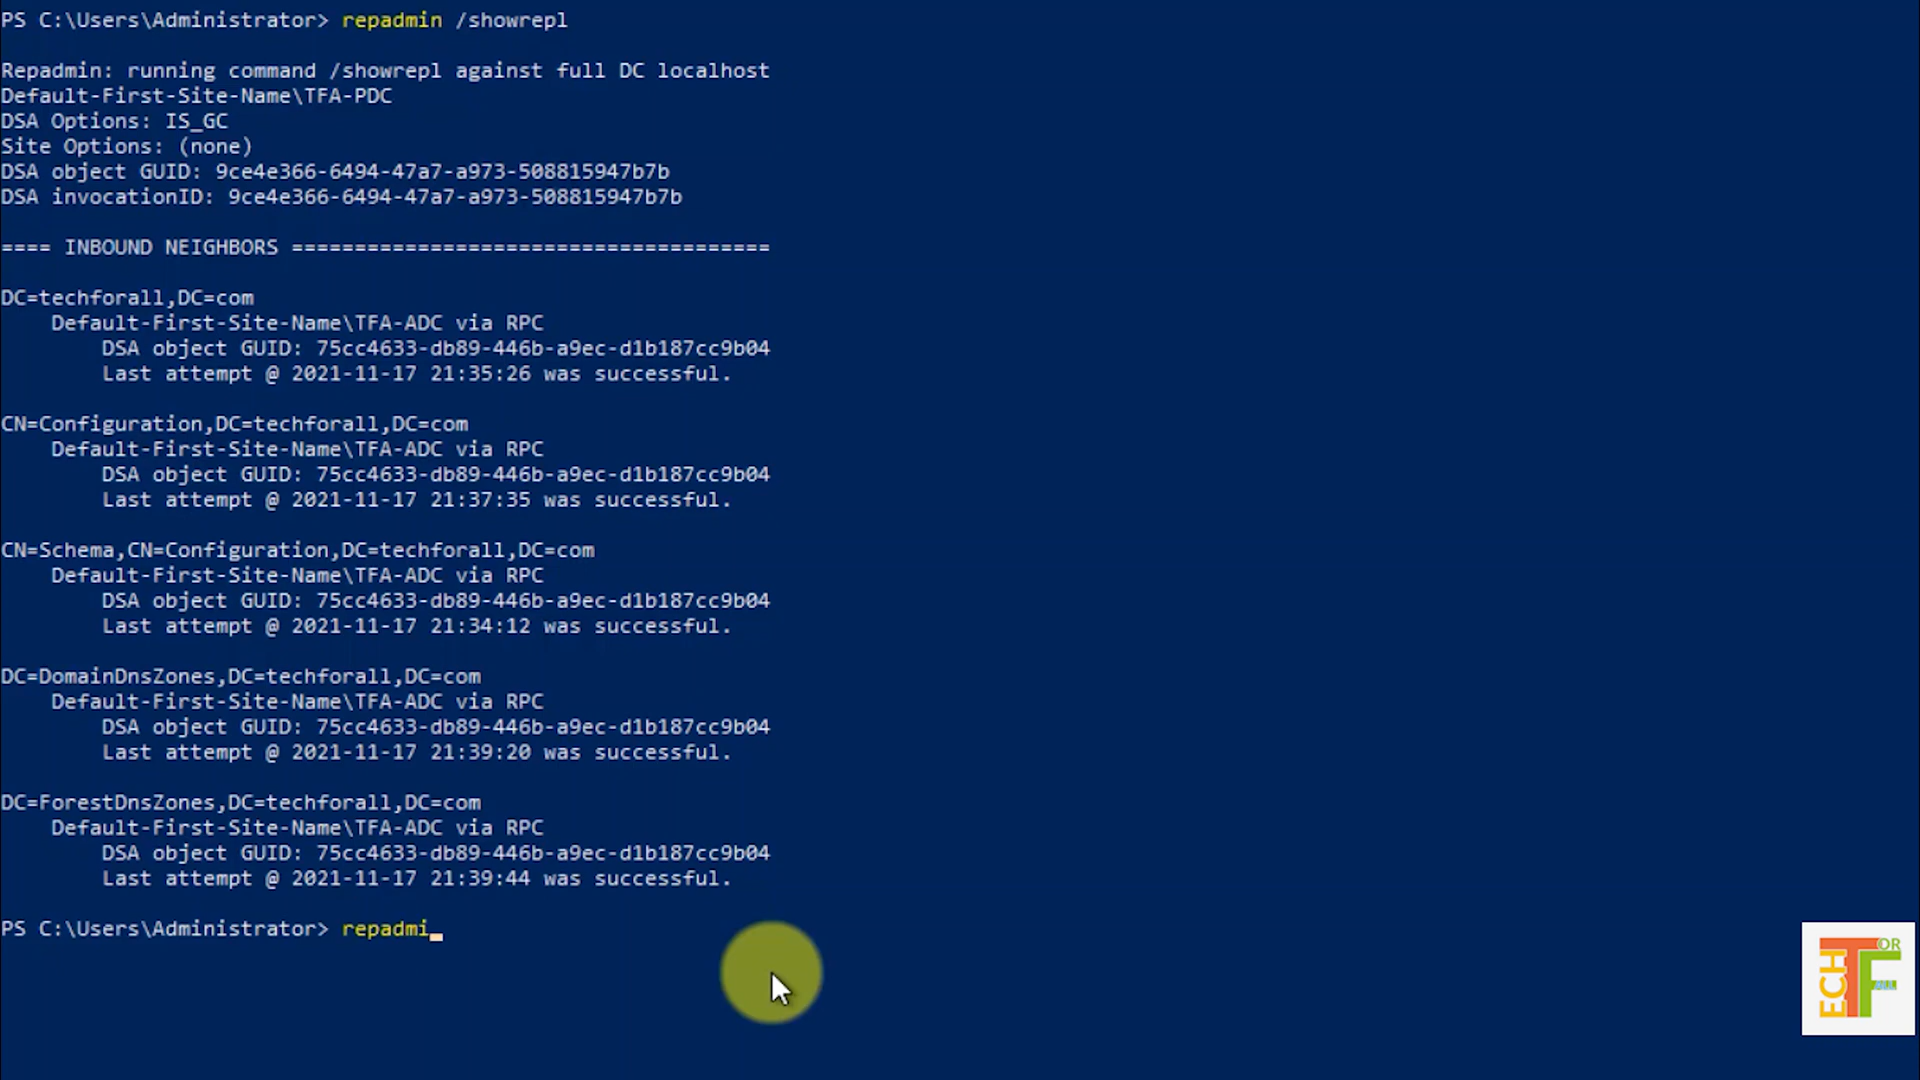 PS C:\Users\Administrator> repadmin /showrepl
Repadmin: running command /showrepl against full DC localhost
Default-First-Site-Name\TFA-PDC
DSA Options: IS_GC
Site Options: (none)
DSA object GUID: 9ce4e366-6494-47a7-a973-508815947b7b
DSA invocationID: 9ce4e366-6494-47a7-a973-508815947b7b
==== INBOUND NEIGHBORS ======================================
DC=techforall,DC=com
    Default-First-Site-Name\TFA-ADC via RPC
        DSA object GUID: 75cc4633-db89-446b-a9ec-d1b187cc9b04
        Last attempt @ 2021-11-17 21:35:26 was successful.
CN=Configuration,DC=techforall,DC=com
    Default-First-Site-Name\TFA-ADC via RPC
        DSA object GUID: 75cc4633-db89-446b-a9ec-d1b187cc9b04
        Last attempt @ 2021-11-17 21:37:35 was successful.
CN=Schema,CN=Configuration,DC=techforall,DC=com
    Default-First-Site-Name\TFA-ADC via RPC
        DSA object GUID: 75cc4633-db89-446b-a9ec-d1b187cc9b04
        Last attempt @ 2021-11-17 21:34:12 was successful.
DC=DomainDnsZones,DC=techforall,DC=com
    Default-First-Site-Name\TFA-ADC via RPC
        DSA object GUID: 75cc4633-db89-446b-a9ec-d1b187cc9b04
        Last attempt @ 2021-11-17 21:39:20 was successful.
DC=ForestDnsZones,DC=techforall,DC=com
    Default-First-Site-Name\TFA-ADC via RPC
        DSA object GUID: 75cc4633-db89-446b-a9ec-d1b187cc9b04
        Last attempt @ 2021-11-17 21:39:44 was successful.
PS C:\Users\Administrator> repadmi_
TECH FOR ALL